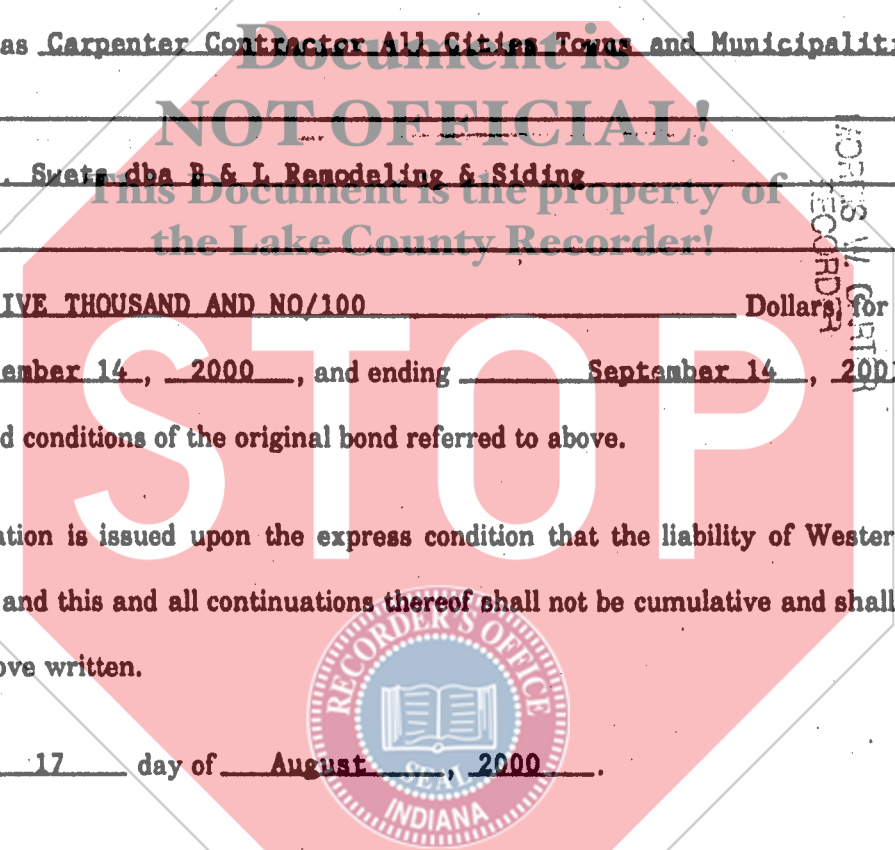 as Carpenter Contractor All Cities Towns and Municipaliti
Document is
NOT OFFICIAL!
. Swets dba B & L Remodeling & Siding
This Document is the property of
the Lake County Recorder!
MORRIS W. CARTER
RECORDER
IVE THOUSAND AND NO/100 Dollars, for
ember 14, 2000, and ending September 14, 200
STOP
d conditions of the original bond referred to above.
ation is issued upon the express condition that the liability of Wester
and this and all continuations thereof shall not be cumulative and shall
ove written.
17 day of August, 2000.
RECORDER'S OFFICE
SEAL
INDIANA